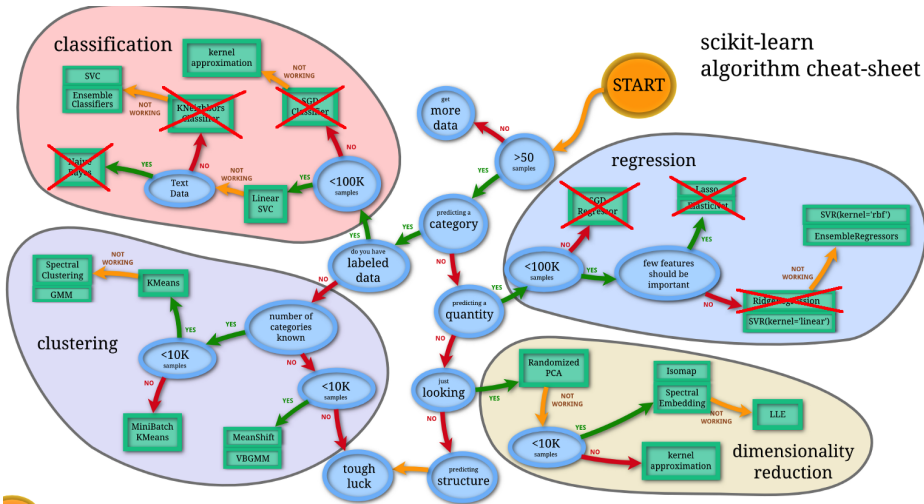 scikit-learn
algorithm cheat-sheet
START
classification
kernel
approximation
NOT
WORKING
SVC
Ensemble
Classifiers
NOT
WORKING
KNeighbors
Classifier
SGD
Classifier
YES
NO
NO
Naive
Bayes
Text
Data
NOT
WORKING
Linear
SVC
YES
<100K
samples
get
more
data
NO
>50
samples
YES
predicting a
category
YES
YES
do you have
labeled
data
NO
NO
regression
SGD
Regressor
Lasso
ElasticNet
SVR(kernel='rbf')
EnsembleRegressors
NO
YES
NOT
WORKING
<100K
samples
YES
few features
should be
important
NO
RidgeRegression
SVR(kernel='linear')
predicting a
quantity
YES
NO
clustering
Spectral
Clustering
GMM
NOT
WORKING
KMeans
YES
number of
categories
known
YES
<10K
samples
NO
NO
<10K
samples
MiniBatch
KMeans
YES
NO
MeanShift
VBGMM
just
looking
YES
NO
tough
luck
predicting
structure
Randomized
PCA
NOT
WORKING
<10K
samples
YES
NO
Isomap
Spectral
Embedding
NOT
WORKING
LLE
kernel
approximation
dimensionality
reduction